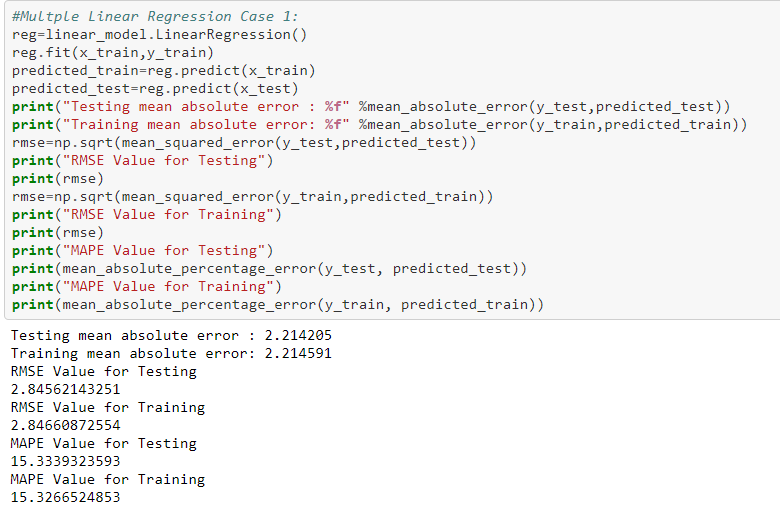 #Multple Linear Regression Case 1:
reg=linear_model.LinearRegression()
reg.fit(x_train,y_train)
predicted_train=reg.predict(x_train)
predicted_test=reg.predict(x_test)
print("Testing mean absolute error : %f" %mean_absolute_error(y_test,predicted_test))
print("Training mean absolute error: %f" %mean_absolute_error(y_train,predicted_train))
rmse=np.sqrt(mean_squared_error(y_test,predicted_test))
print("RMSE Value for Testing")
print(rmse)
rmse=np.sqrt(mean_squared_error(y_train,predicted_train))
print("RMSE Value for Training")
print(rmse)
print("MAPE Value for Testing")
print(mean_absolute_percentage_error(y_test, predicted_test))
print("MAPE Value for Training")
print(mean_absolute_percentage_error(y_train, predicted_train))
Testing mean absolute error : 2.214205
Training mean absolute error: 2.214591
RMSE Value for Testing
2.84562143251
RMSE Value for Training
2.84660872554
MAPE Value for Testing
15.3339323593
MAPE Value for Training
15.3266524853